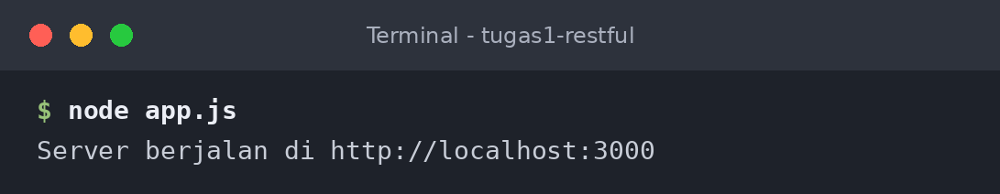 Terminal - tugas1-restful
$ node app.js
Server berjalan di http://localhost:3000